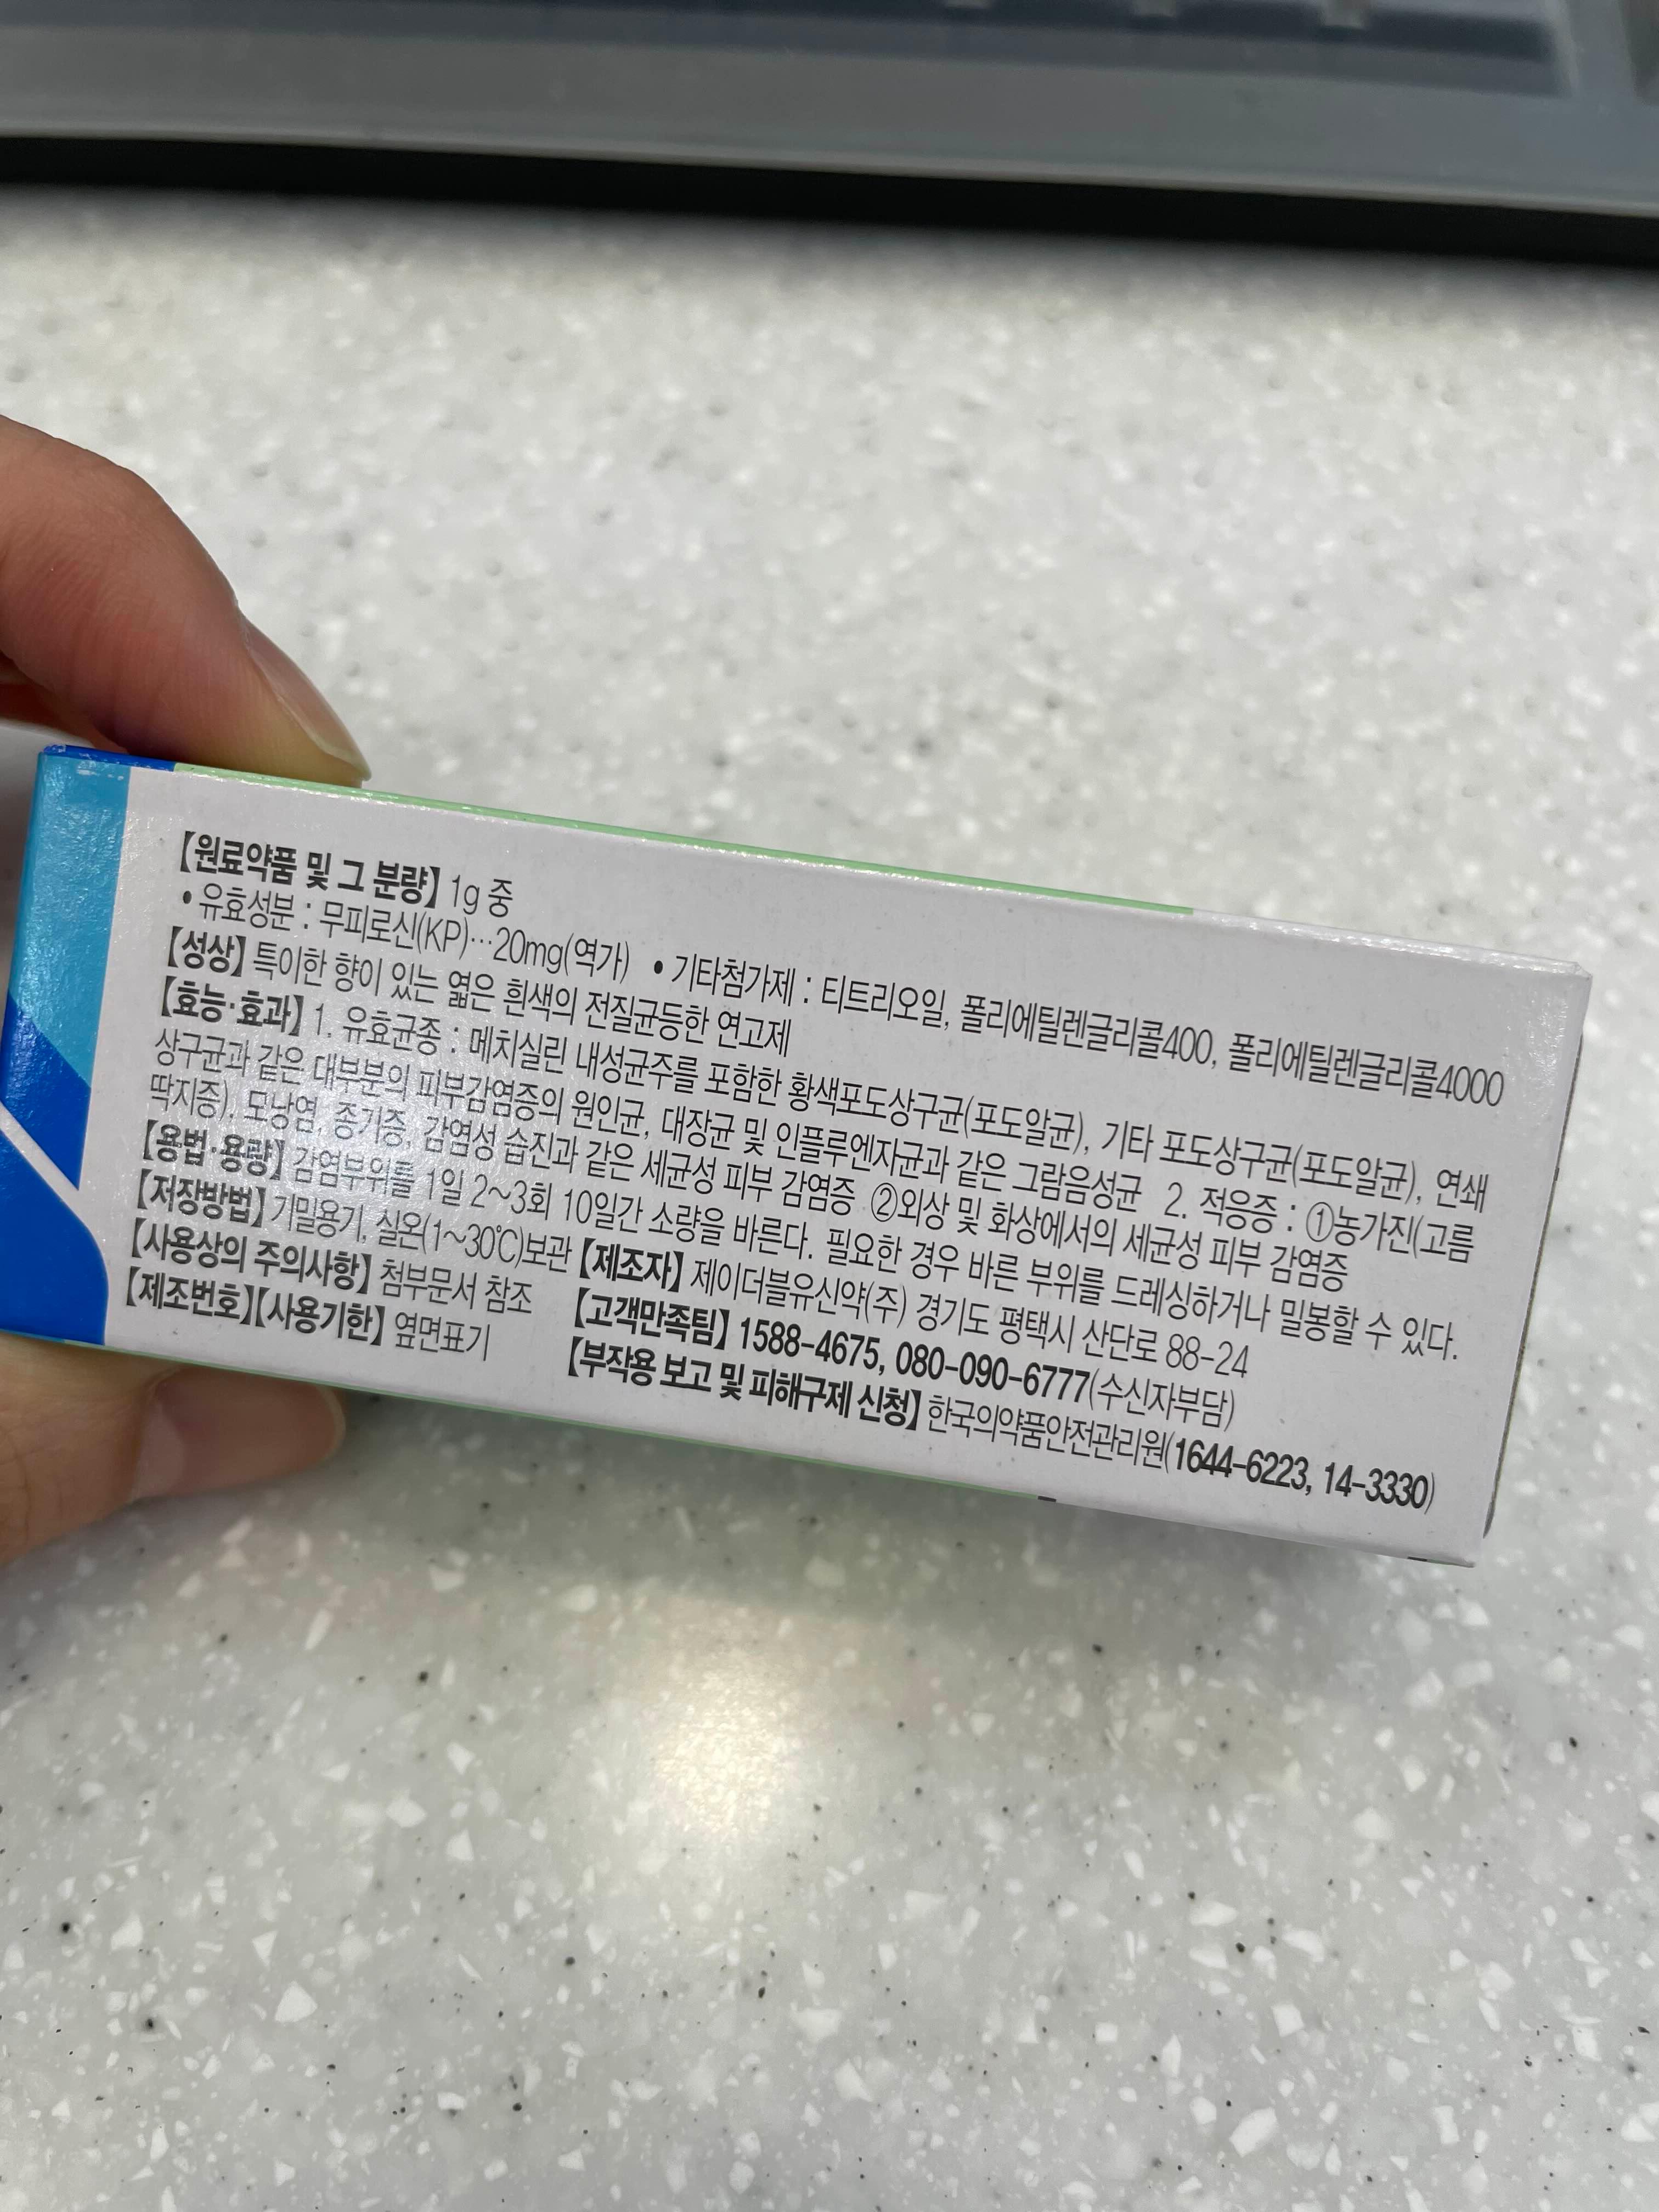 【원료약품 및 그 분량】 1g 중
• 유효성분 : 무피로신(KP)…20mg(역가) • 기타첨가제 : 티트리오일, 폴리에틸렌글리콜400, 폴리에틸렌글리콜4000
【성상】 특이한 향이 있는 엷은 흰색의 전질균등한 연고제
【효능·효과】 1. 유효균종 : 메치실린 내성균주를 포함한 황색포도상구균(포도알균), 기타 포도상구균(포도알균), 연쇄
상구균과 같은 대부분의 피부감염증의 원인균, 대장균 및 인플루엔자균과 같은 그람음성균 2. 적응증 : ①농가진(고름
딱지증), 모낭염, 종기증, 감염성 습진과 같은 세균성 피부 감염증 ②외상 및 화상에서의 세균성 피부 감염증
【용법·용량】 감염부위를 1일 2~3회 10일간 소량을 바른다. 필요한 경우 바른 부위를 드레싱하거나 밀봉할 수 있다.
【저장방법】 기밀용기, 실온(1~30℃)보관 【제조자】 제이더블유신약(주) 경기도 평택시 산단로 88-24
【사용상의 주의사항】 첨부문서 참조 【고객만족팀】 1588-4675, 080-090-6777(수신자부담)
【제조번호】【사용기한】 옆면표기 【부작용 보고 및 피해구제 신청】 한국의약품안전관리원(1644-6223, 14-3330)